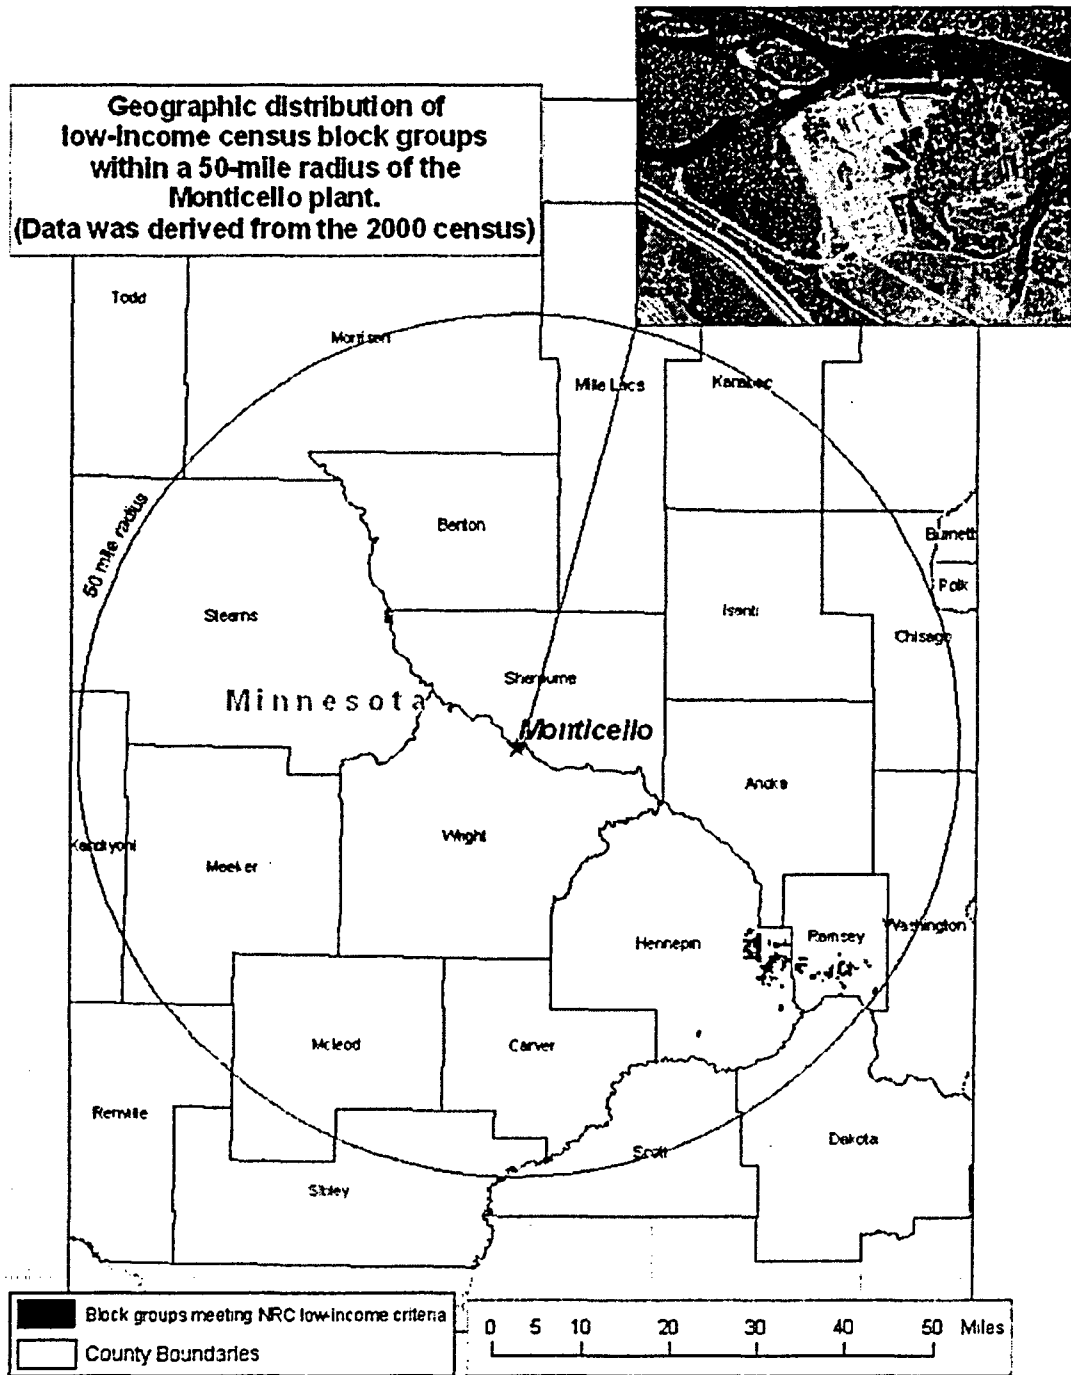 Geographic distribution of
low-income census block groups
within a 50-mile radius of the
Monticello plant.
(Data was derived from the 2000 census)
Todd
Morrison
Mille Lacs
Kanabec
50 mile radius
Benton
Burnett
Polk
Stearns
Isanti
Chisago
Sherburne
Minnesota
Monticello
Anoka
Wright
Kandiyohi
Meeker
Hennepin
Ramsey
Washington
Mcleod
Carver
Renville
Dakota
Scott
Sibley
Block groups meeting NRC low-income criteria
County Boundaries
0 5 10 20 30 40 50 Miles